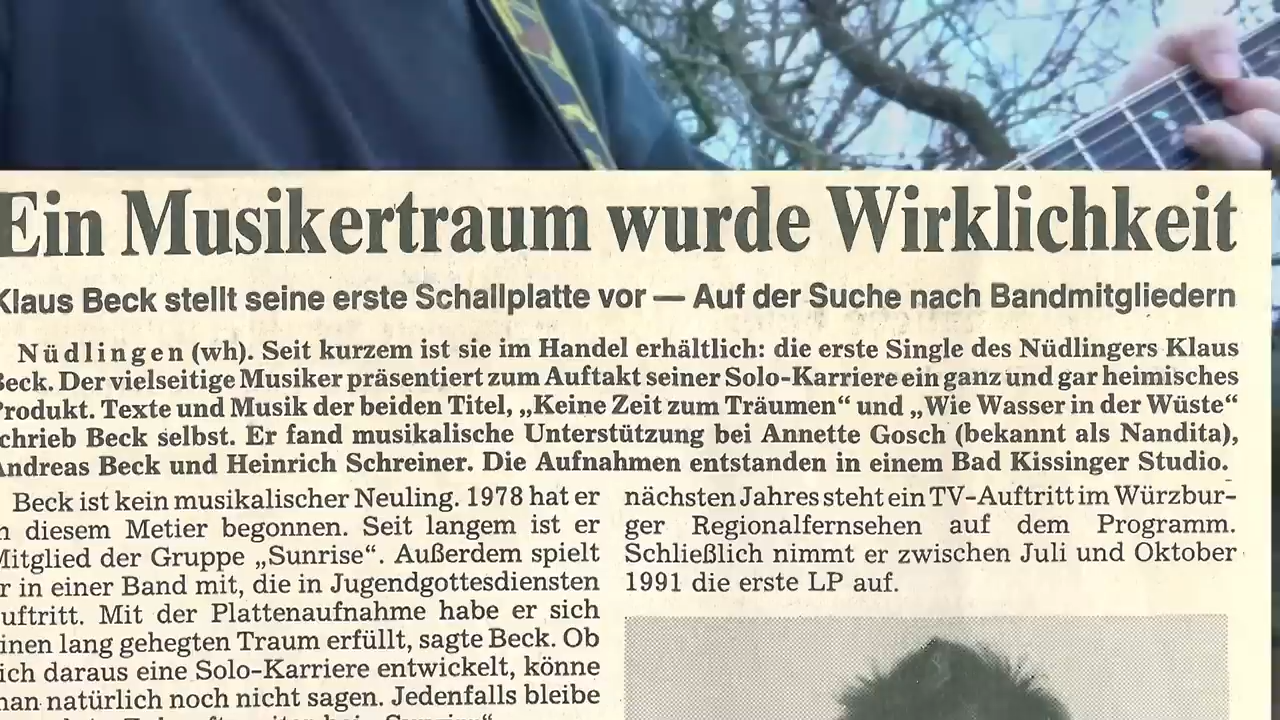 Ein Musikertraum wurde Wirklichkeit
Klaus Beck stellt seine erste Schallplatte vor — Auf der Suche nach Bandmitgliedern
Nüdlingen (wh). Seit kurzem ist sie im Handel erhältlich: die erste Single des Nüdlingers Klaus
Beck. Der vielseitige Musiker präsentiert zum Auftakt seiner Solo-Karriere ein ganz und gar heimisches
Produkt. Texte und Musik der beiden Titel, „Keine Zeit zum Träumen“ und „Wie Wasser in der Wüste“
chrieb Beck selbst. Er fand musikalische Unterstützung bei Annette Gosch (bekannt als Nandita),
Andreas Beck und Heinrich Schreiner. Die Aufnahmen entstanden in einem Bad Kissinger Studio.
Beck ist kein musikalischer Neuling. 1978 hat er
n diesem Metier begonnen. Seit langem ist er
Mitglied der Gruppe „Sunrise“. Außerdem spielt
r in einer Band mit, die in Jugendgottesdiensten
uftritt. Mit der Plattenaufnahme habe er sich
inen lang gehegten Traum erfüllt, sagte Beck. Ob
ich daraus eine Solo-Karriere entwickelt, könne
nan natürlich noch nicht sagen. Jedenfalls bleibe
nächsten Jahres steht ein TV-Auftritt im Würzbur-
ger Regionalfernsehen auf dem Programm.
Schließlich nimmt er zwischen Juli und Oktober
1991 die erste LP auf.